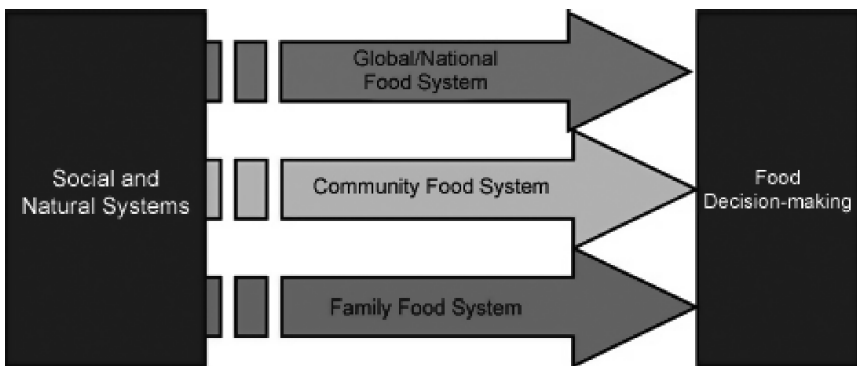 Social and
Natural Systems
Global/National
Food System
Community Food System
Family Food System
Food
Decision-making